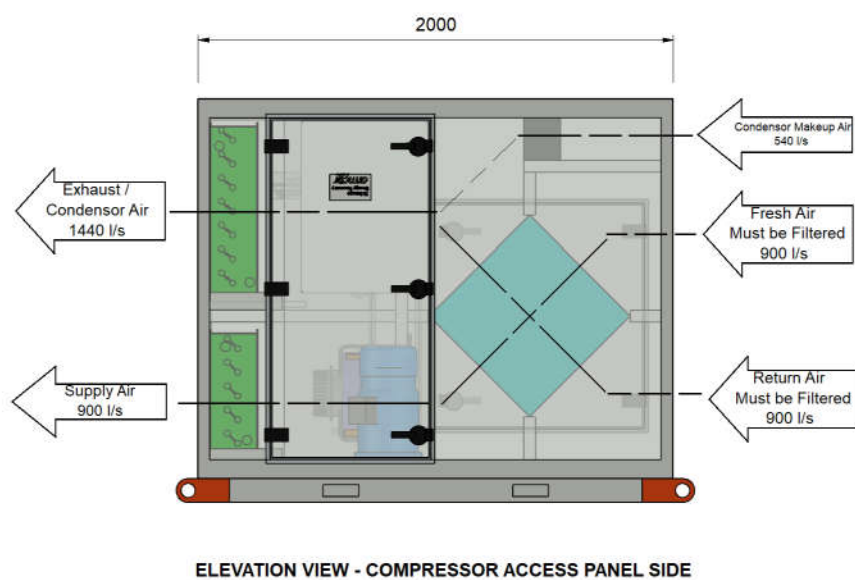 2000
Condensor Makeup Air
540 l/s
Exhaust /
Condensor Air
1440 l/s
Fresh Air
Must be Filtered
900 l/s
Supply Air
900 l/s
Return Air
Must be Filtered
900 l/s
ELEVATION VIEW - COMPRESSOR ACCESS PANEL SIDE